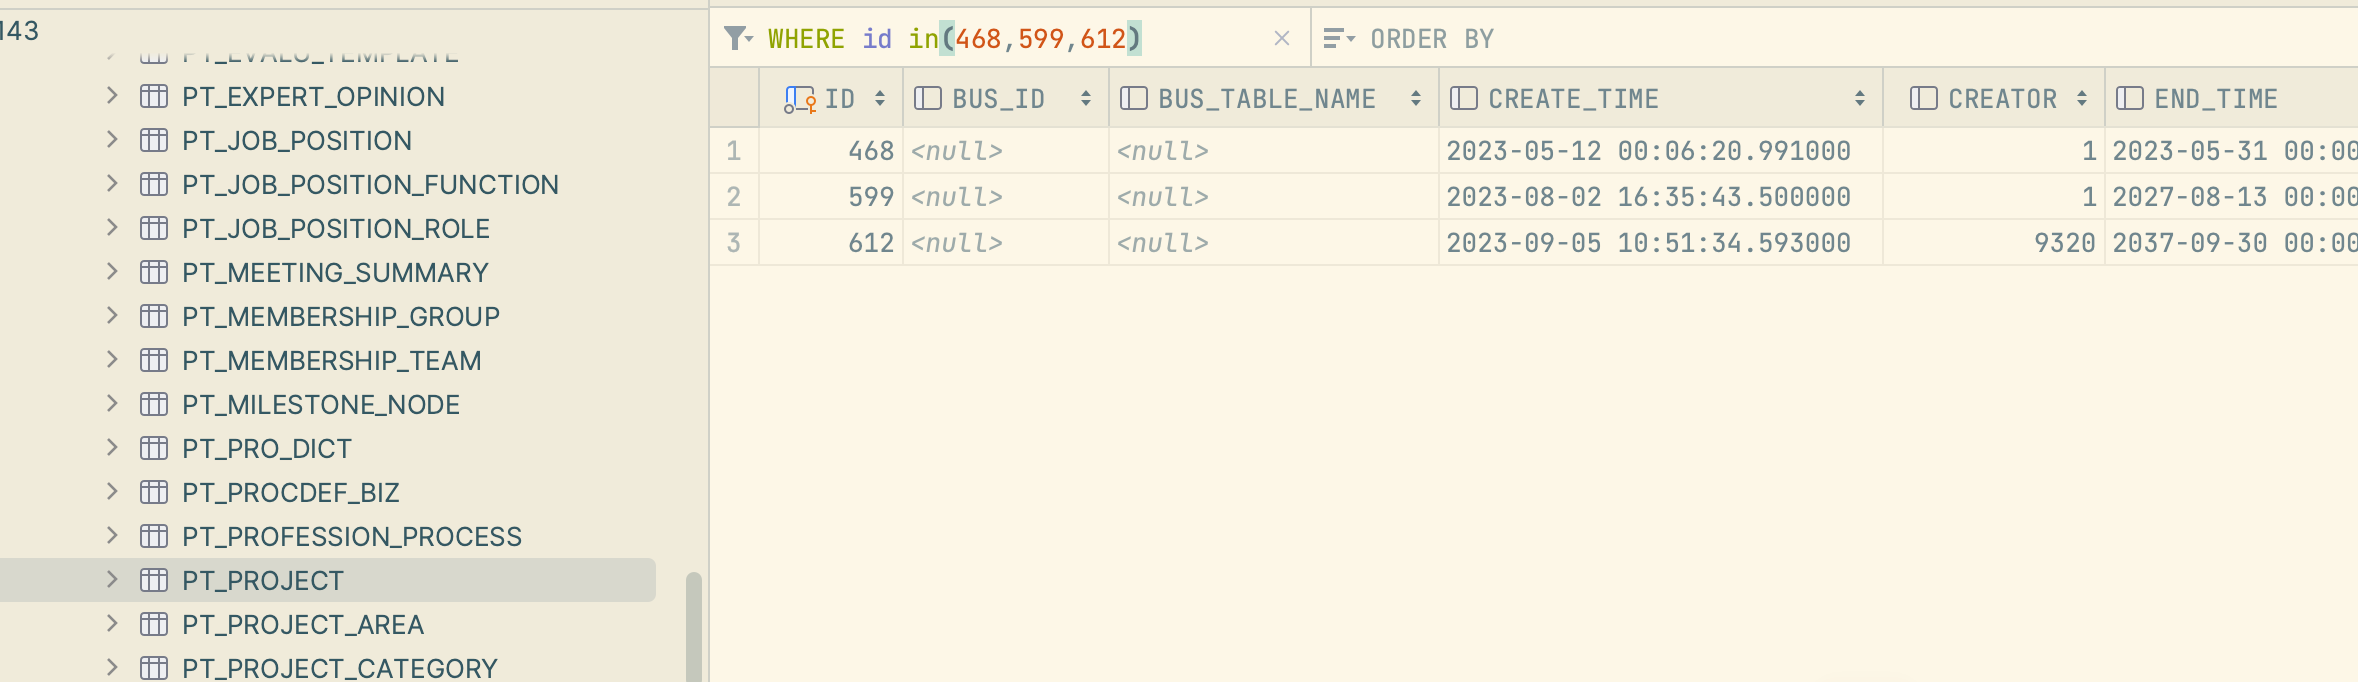 143
PT_EVALU_TEMPLATE
PT_EXPERT_OPINION
PT_JOB_POSITION
PT_JOB_POSITION_FUNCTION
PT_JOB_POSITION_ROLE
PT_MEETING_SUMMARY
PT_MEMBERSHIP_GROUP
PT_MEMBERSHIP_TEAM
PT_MILESTONE_NODE
PT_PRO_DICT
PT_PROCDEF_BIZ
PT_PROFESSION_PROCESS
PT_PROJECT
PT_PROJECT_AREA
PT_PROJECT_CATEGORY
WHERE id in(468,599,612) ORDER BY
ID BUS_ID BUS_TABLE_NAME CREATE_TIME CREATOR END_TIME
1 468 <null> <null> 2023-05-12 00:06:20.991000 1 2023-05-31 00:00
2 599 <null> <null> 2023-08-02 16:35:43.500000 1 2027-08-13 00:00
3 612 <null> <null> 2023-09-05 10:51:34.593000 9320 2037-09-30 00:00